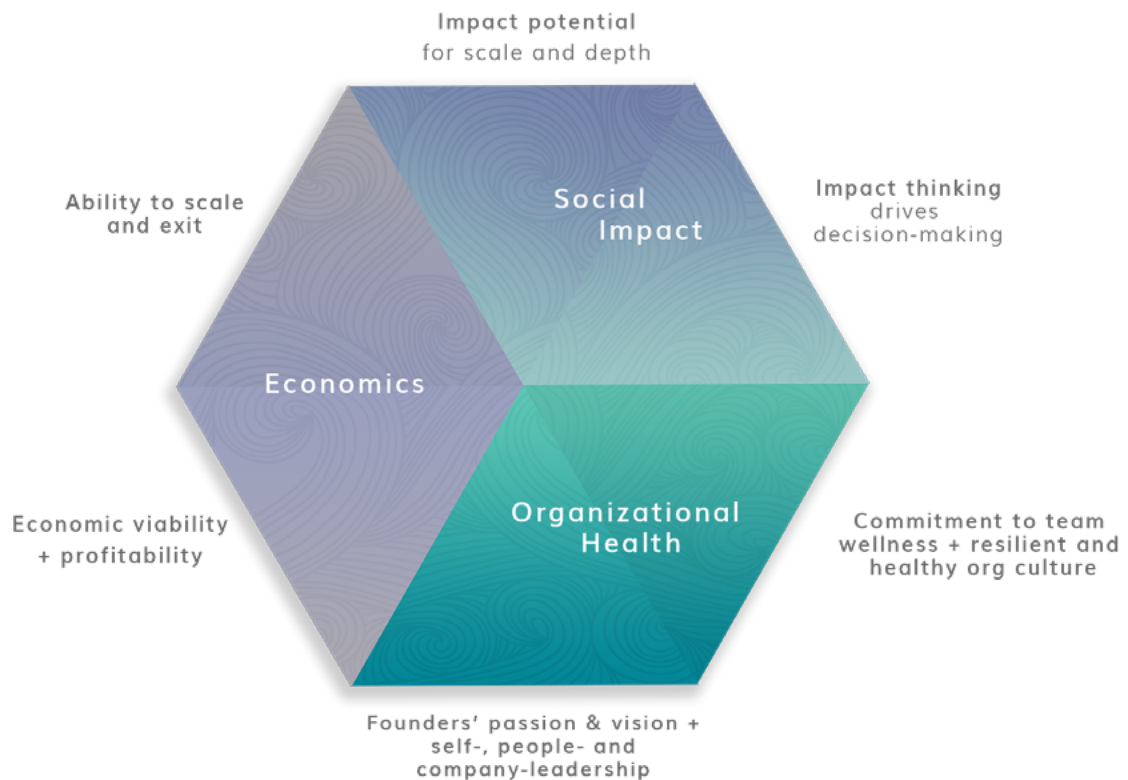 Impact potential
for scale and depth
Ability to scale
and exit
Social
Impact
Impact thinking
drives
decision-making
Economics
Economic viability
+ profitability
Organizational
Health
Commitment to team
wellness + resilient and
healthy org culture
Founders’ passion & vision +
self-, people- and
company-leadership